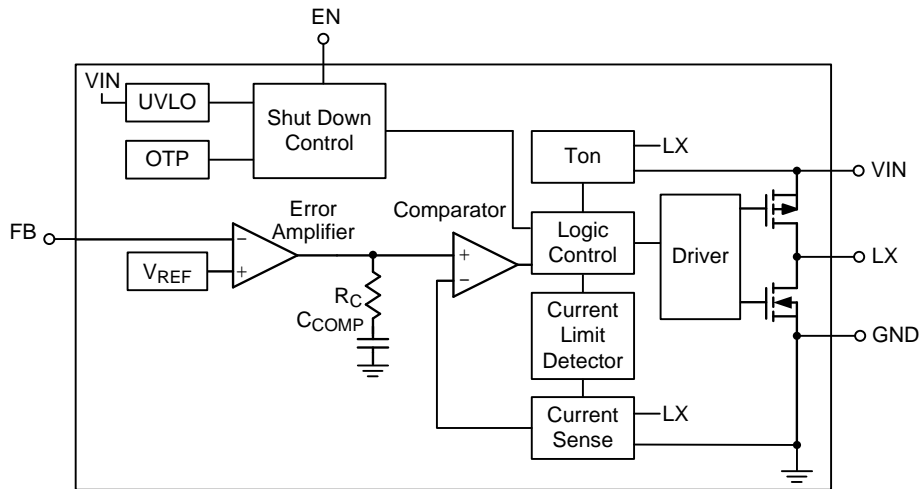 EN
VIN
UVLO
Shut Down
Control
OTP
Ton
LX
VIN
Error
Amplifier
Comparator
FB
−
+
VREF
+
−
Logic
Control
Driver
LX
RC
CCOMP
Current
Limit
Detector
GND
Current
Sense
LX